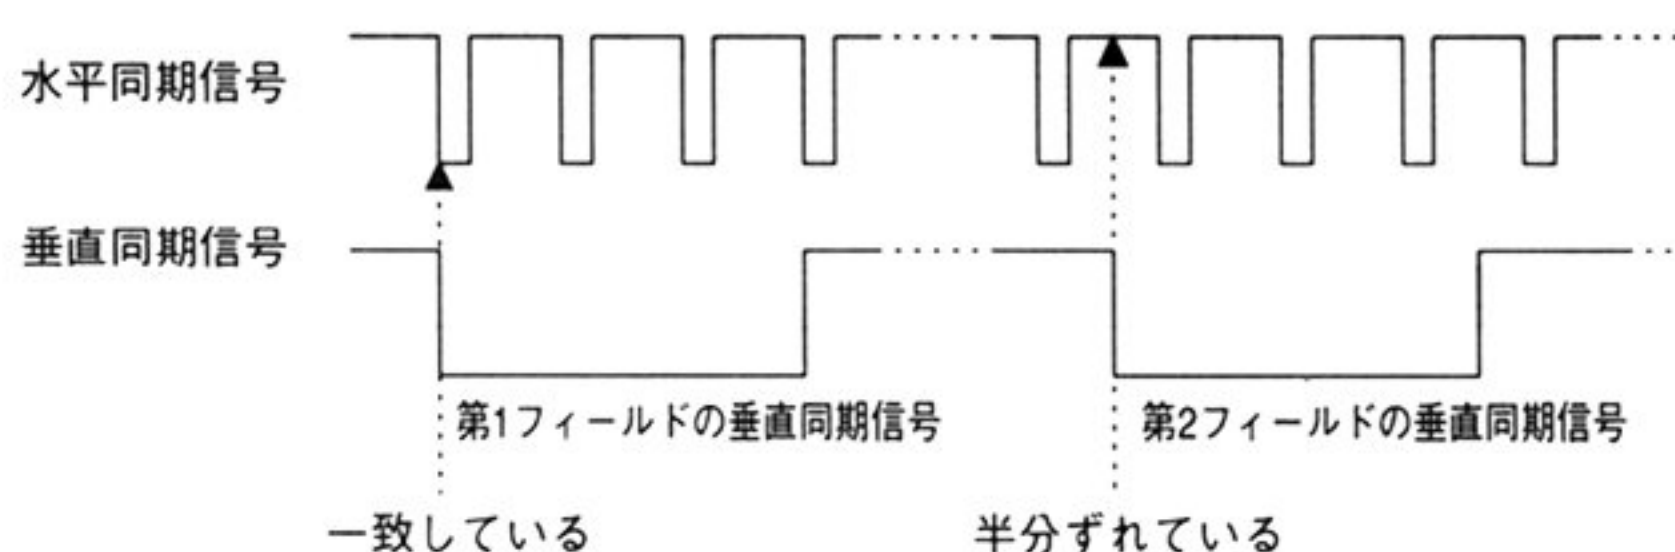 水平同期信号
垂直同期信号
第1フィールドの垂直同期信号
第2フィールドの垂直同期信号
一致している
半分ずれている